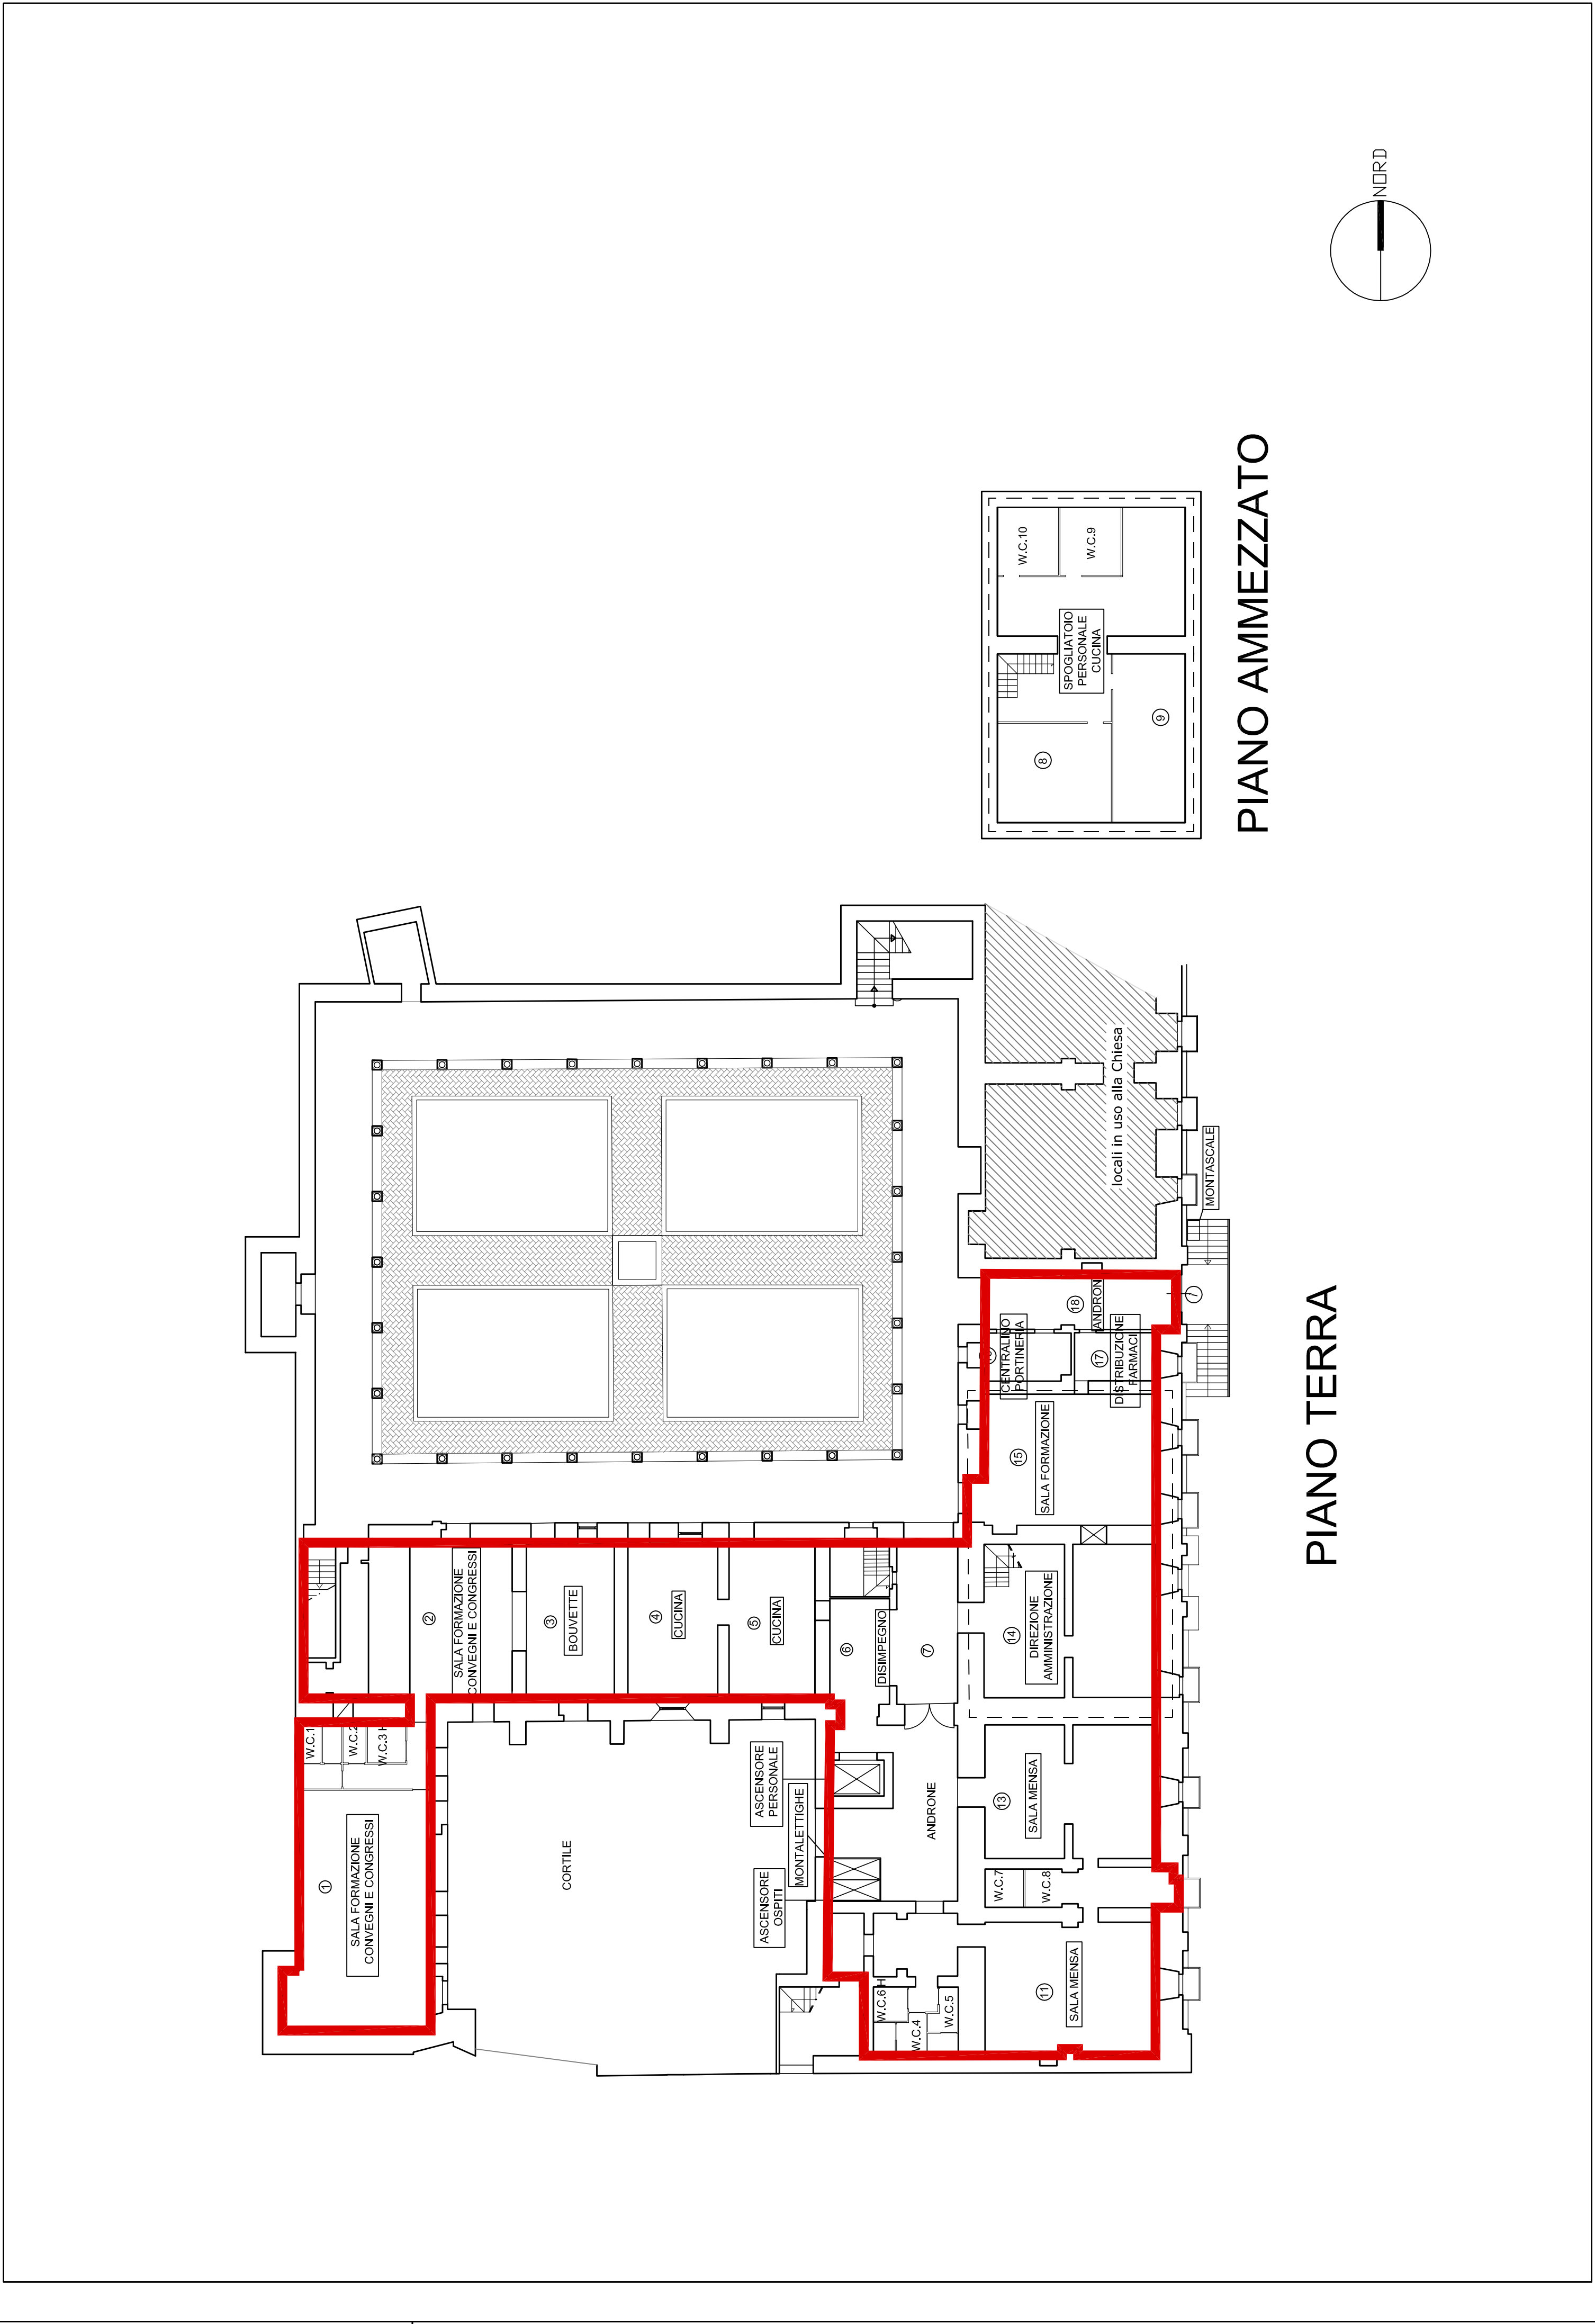 NORD
W.C.10
W.C.9
SPOGLIATOIO
PERSONALE
CUCINA
8
9
PIANO AMMEZZATO
locali in uso alla Chiesa
MONTASCALE
7
18
ANDRON
CENTRALINO
PORTINERIA
17
DISTRIBUZIONE
FARMACI
15
SALA FORMAZIONE
PIANO TERRA
2
SALA FORMAZIONE
CONVEGNI E CONGRESSI
3
BOUVETTE
4
CUCINA
5
CUCINA
6
DISIMPEGNO
7
14
DIREZIONE
AMMINISTRAZIONE
W.C.1
W.C.2
W.C.3 H
1
SALA FORMAZIONE
CONVEGNI E CONGRESSI
CORTILE
ASCENSORE
PERSONALE
MONTALETTIGHE
ASCENSORE
OSPITI
ANDRONE
13
SALA MENSA
W.C.7
W.C.8
W.C.6 H
W.C.4
W.C.5
11
SALA MENSA